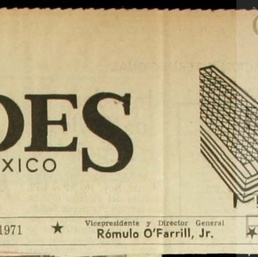 DES
XICO
1971 ★ Vicepresidente y Director General
Rómulo O'Farrill, Jr.